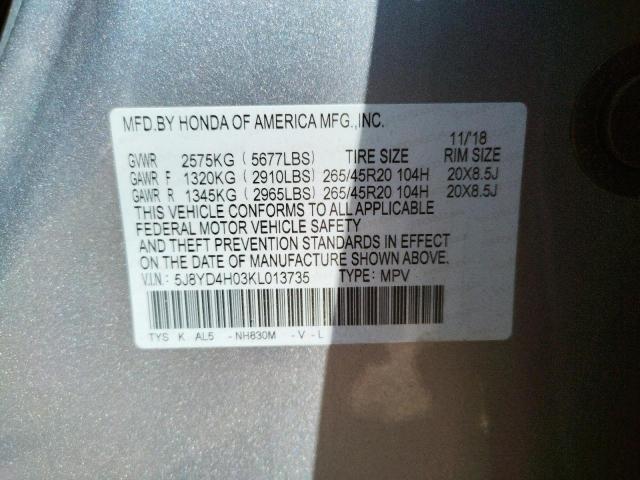 MFD.BY HONDA OF AMERICA MFG.,INC.
11/18
GVWR 2575KG ( 5677LBS) TIRE SIZE RIM SIZE
GAWR F 1320KG ( 2910LBS) 265/45R20 104H 20X8.5J
GAWR R 1345KG ( 2965LBS) 265/45R20 104H 20X8.5J
THIS VEHICLE CONFORMS TO ALL APPLICABLE
FEDERAL MOTOR VEHICLE SAFETY
AND THEFT PREVENTION STANDARDS IN EFFECT
ON THE DATE OF MANUFACTURE SHOWN ABOVE.
V.I.N.: 5J8YD4H03KL013735 TYPE: MPV
TYS K AL5 -NH830M -V -L